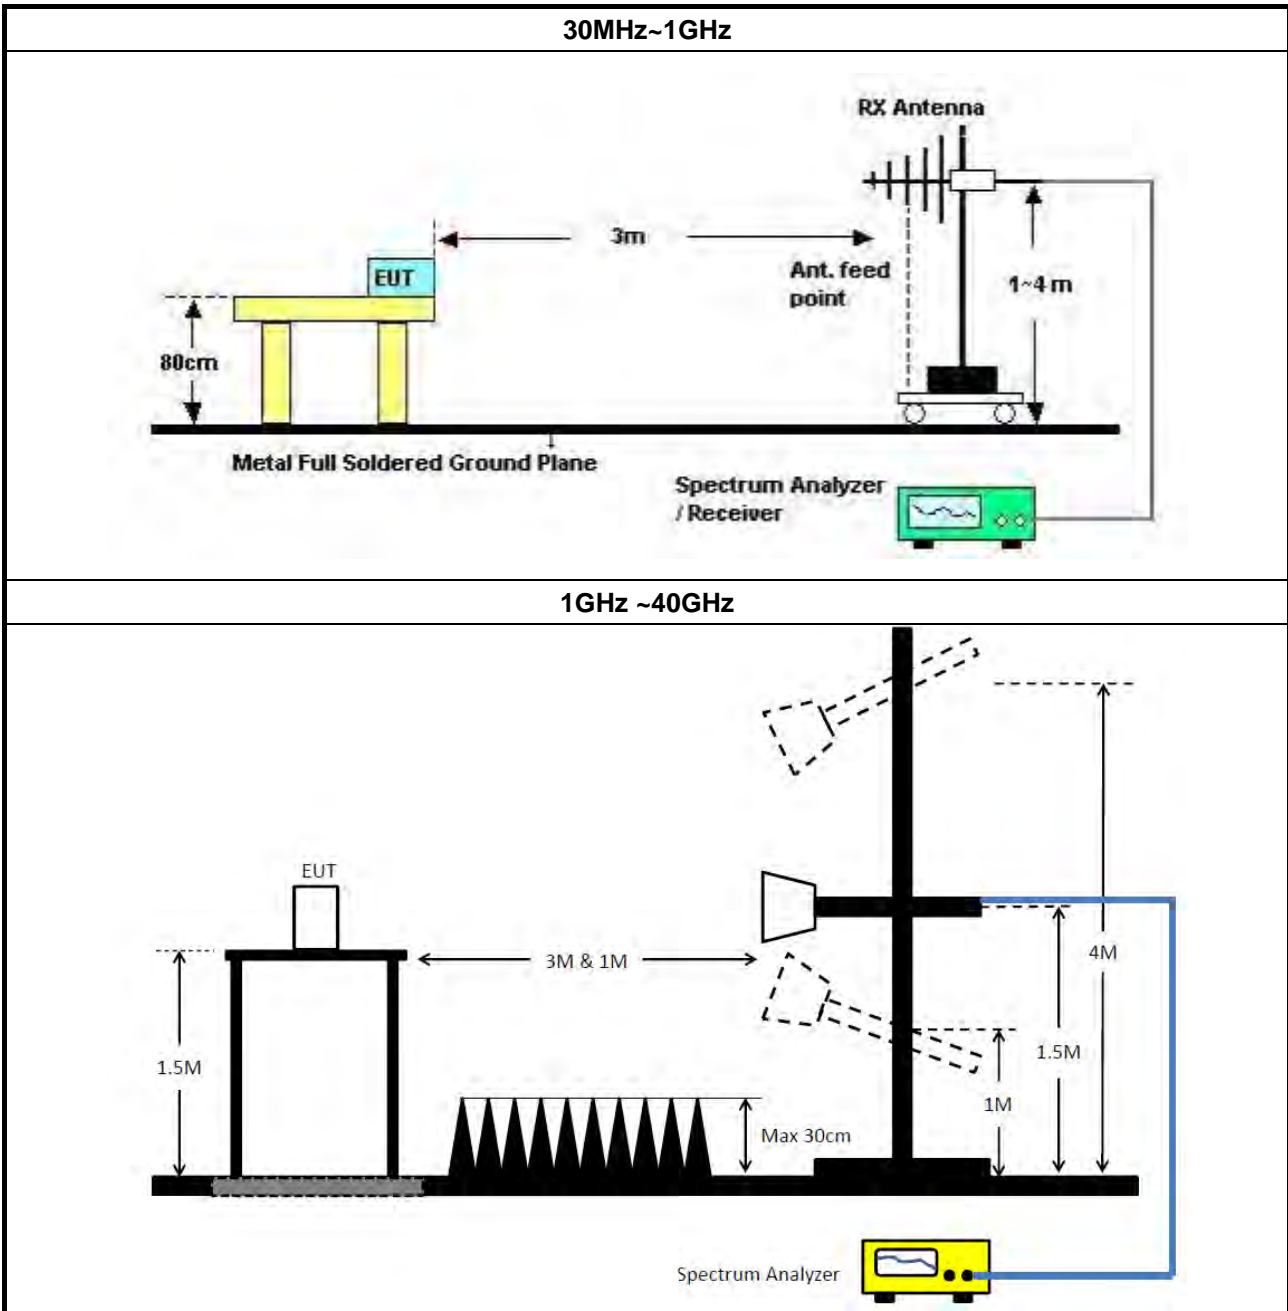 30MHz~1GHz
RX Antenna
3m
EUT
Ant. feed
point
1~4 m
80cm
Metal Full Soldered Ground Plane
Spectrum Analyzer
/ Receiver
1GHz ~40GHz
EUT
3M & 1M
4M
1.5M
1.5M
1M
Max 30cm
Spectrum Analyzer